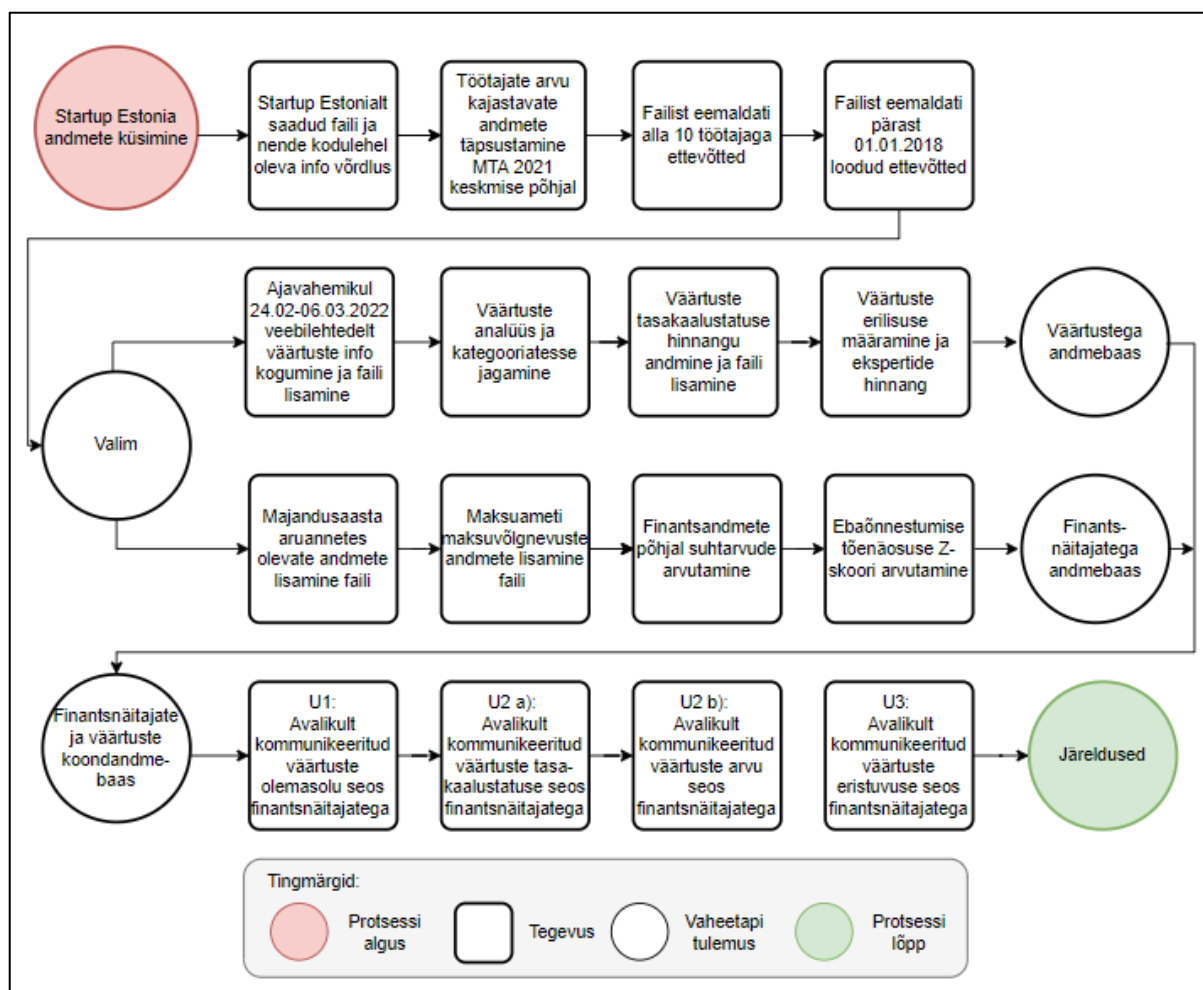 Startup Estonia
andmete küsimine
Startup Estonialt
saadud faili ja
nende kodulehel
oleva info võrdlus
Töötajate arvu
kajastavate
andmete
täpsustamine
MTA 2021
keskmise põhjal
Failist eemaldati
alla 10 töötajaga
ettevõtted
Failist eemaldati
pärast
01.01.2018
loodud ettevõtted
Valim
Ajavahemikul
24.02-06.03.2022
veebilehtedelt
väärtuste info
kogumine ja faili
lisamine
Väärtuste
analüüs ja
kategooriatesse
jagamine
Väärtuste
tasakaalustatuse
hinnangu
andmine ja faili
lisamine
Väärtuste
erilisuse
määramine ja
ekspertide
hinnang
Väärtustega
andmebaas
Majandusaasta
aruannetes
olevate andmete
lisamine faili
Maksuameti
maksuvõlgnevuste
andmete lisamine
faili
Finantsandmete
põhjal suhtarvude
arvutamine
Ebaõnnestumise
tõenäosuse Z-
skoori arvutamine
Finants-
näitajatega
andmebaas
Finantsnäitajate
ja väärtuste
koondandme-
baas
U1:
Avalikult
kommunikeeritud
väärtuste
olemasolu seos
finantsnäitajatega
U2 a):
Avalikult
kommunikeeritud
väärtuste tasa-
kaalustatuse seos
finantsnäitajatega
U2 b):
Avalikult
kommunikeeritud
väärtuste arvu
seos
finantsnäitajatega
U3:
Avalikult
kommunikeeritud
väärtuste
eristuvuse seos
finantsnäitajatega
Järeldused
Tingmärgid:
Protsessi
algus
Tegevus
Vaheetapi
tulemus
Protsessi
lõpp